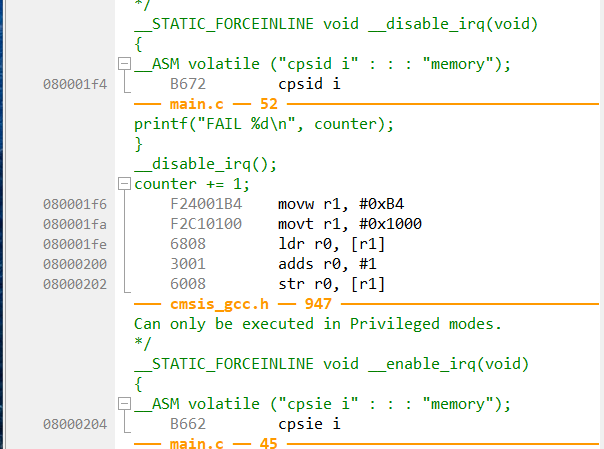 */
__STATIC_FORCEINLINE void __disable_irq(void)
{
__ASM volatile ("cpsid i" : : : "memory");
080001f4 B672 cpsid i
main.c 52
printf("FAIL %d\n", counter);
}
__disable_irq();
counter += 1;
080001f6 F24001B4 movw r1, #0xB4
080001fa F2C10100 movt r1, #0x1000
080001fe 6808 ldr r0, [r1]
08000200 3001 adds r0, #1
08000202 6008 str r0, [r1]
cmsis_gcc.h 947
Can only be executed in Privileged modes.
*/
__STATIC_FORCEINLINE void __enable_irq(void)
{
__ASM volatile ("cpsie i" : : : "memory");
08000204 B662 cpsie i
main.c 45